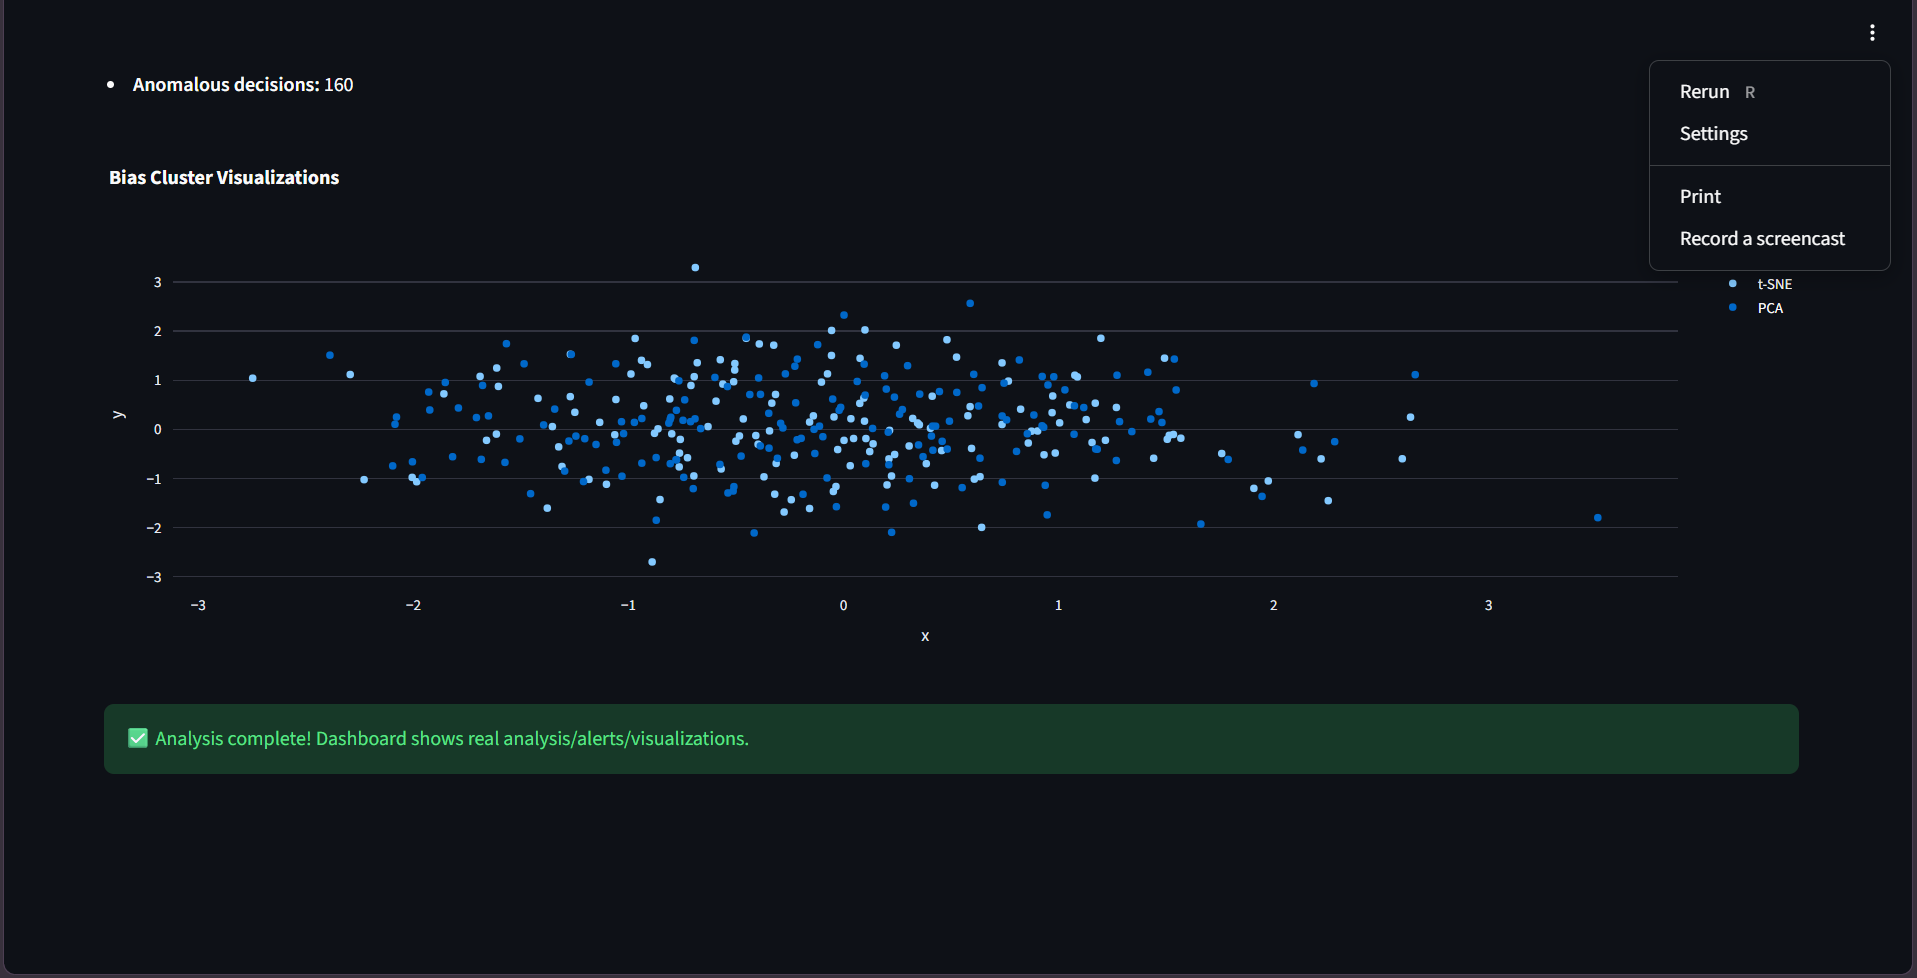 Anomalous decisions: 160
Rerun R
Settings
Print
Record a screencast
Bias Cluster Visualizations
t-SNE
PCA
3
2
1
0
−1
−2
−3
y
−3 −2 −1 0 1 2 3
x
✅ Analysis complete! Dashboard shows real analysis/alerts/visualizations.